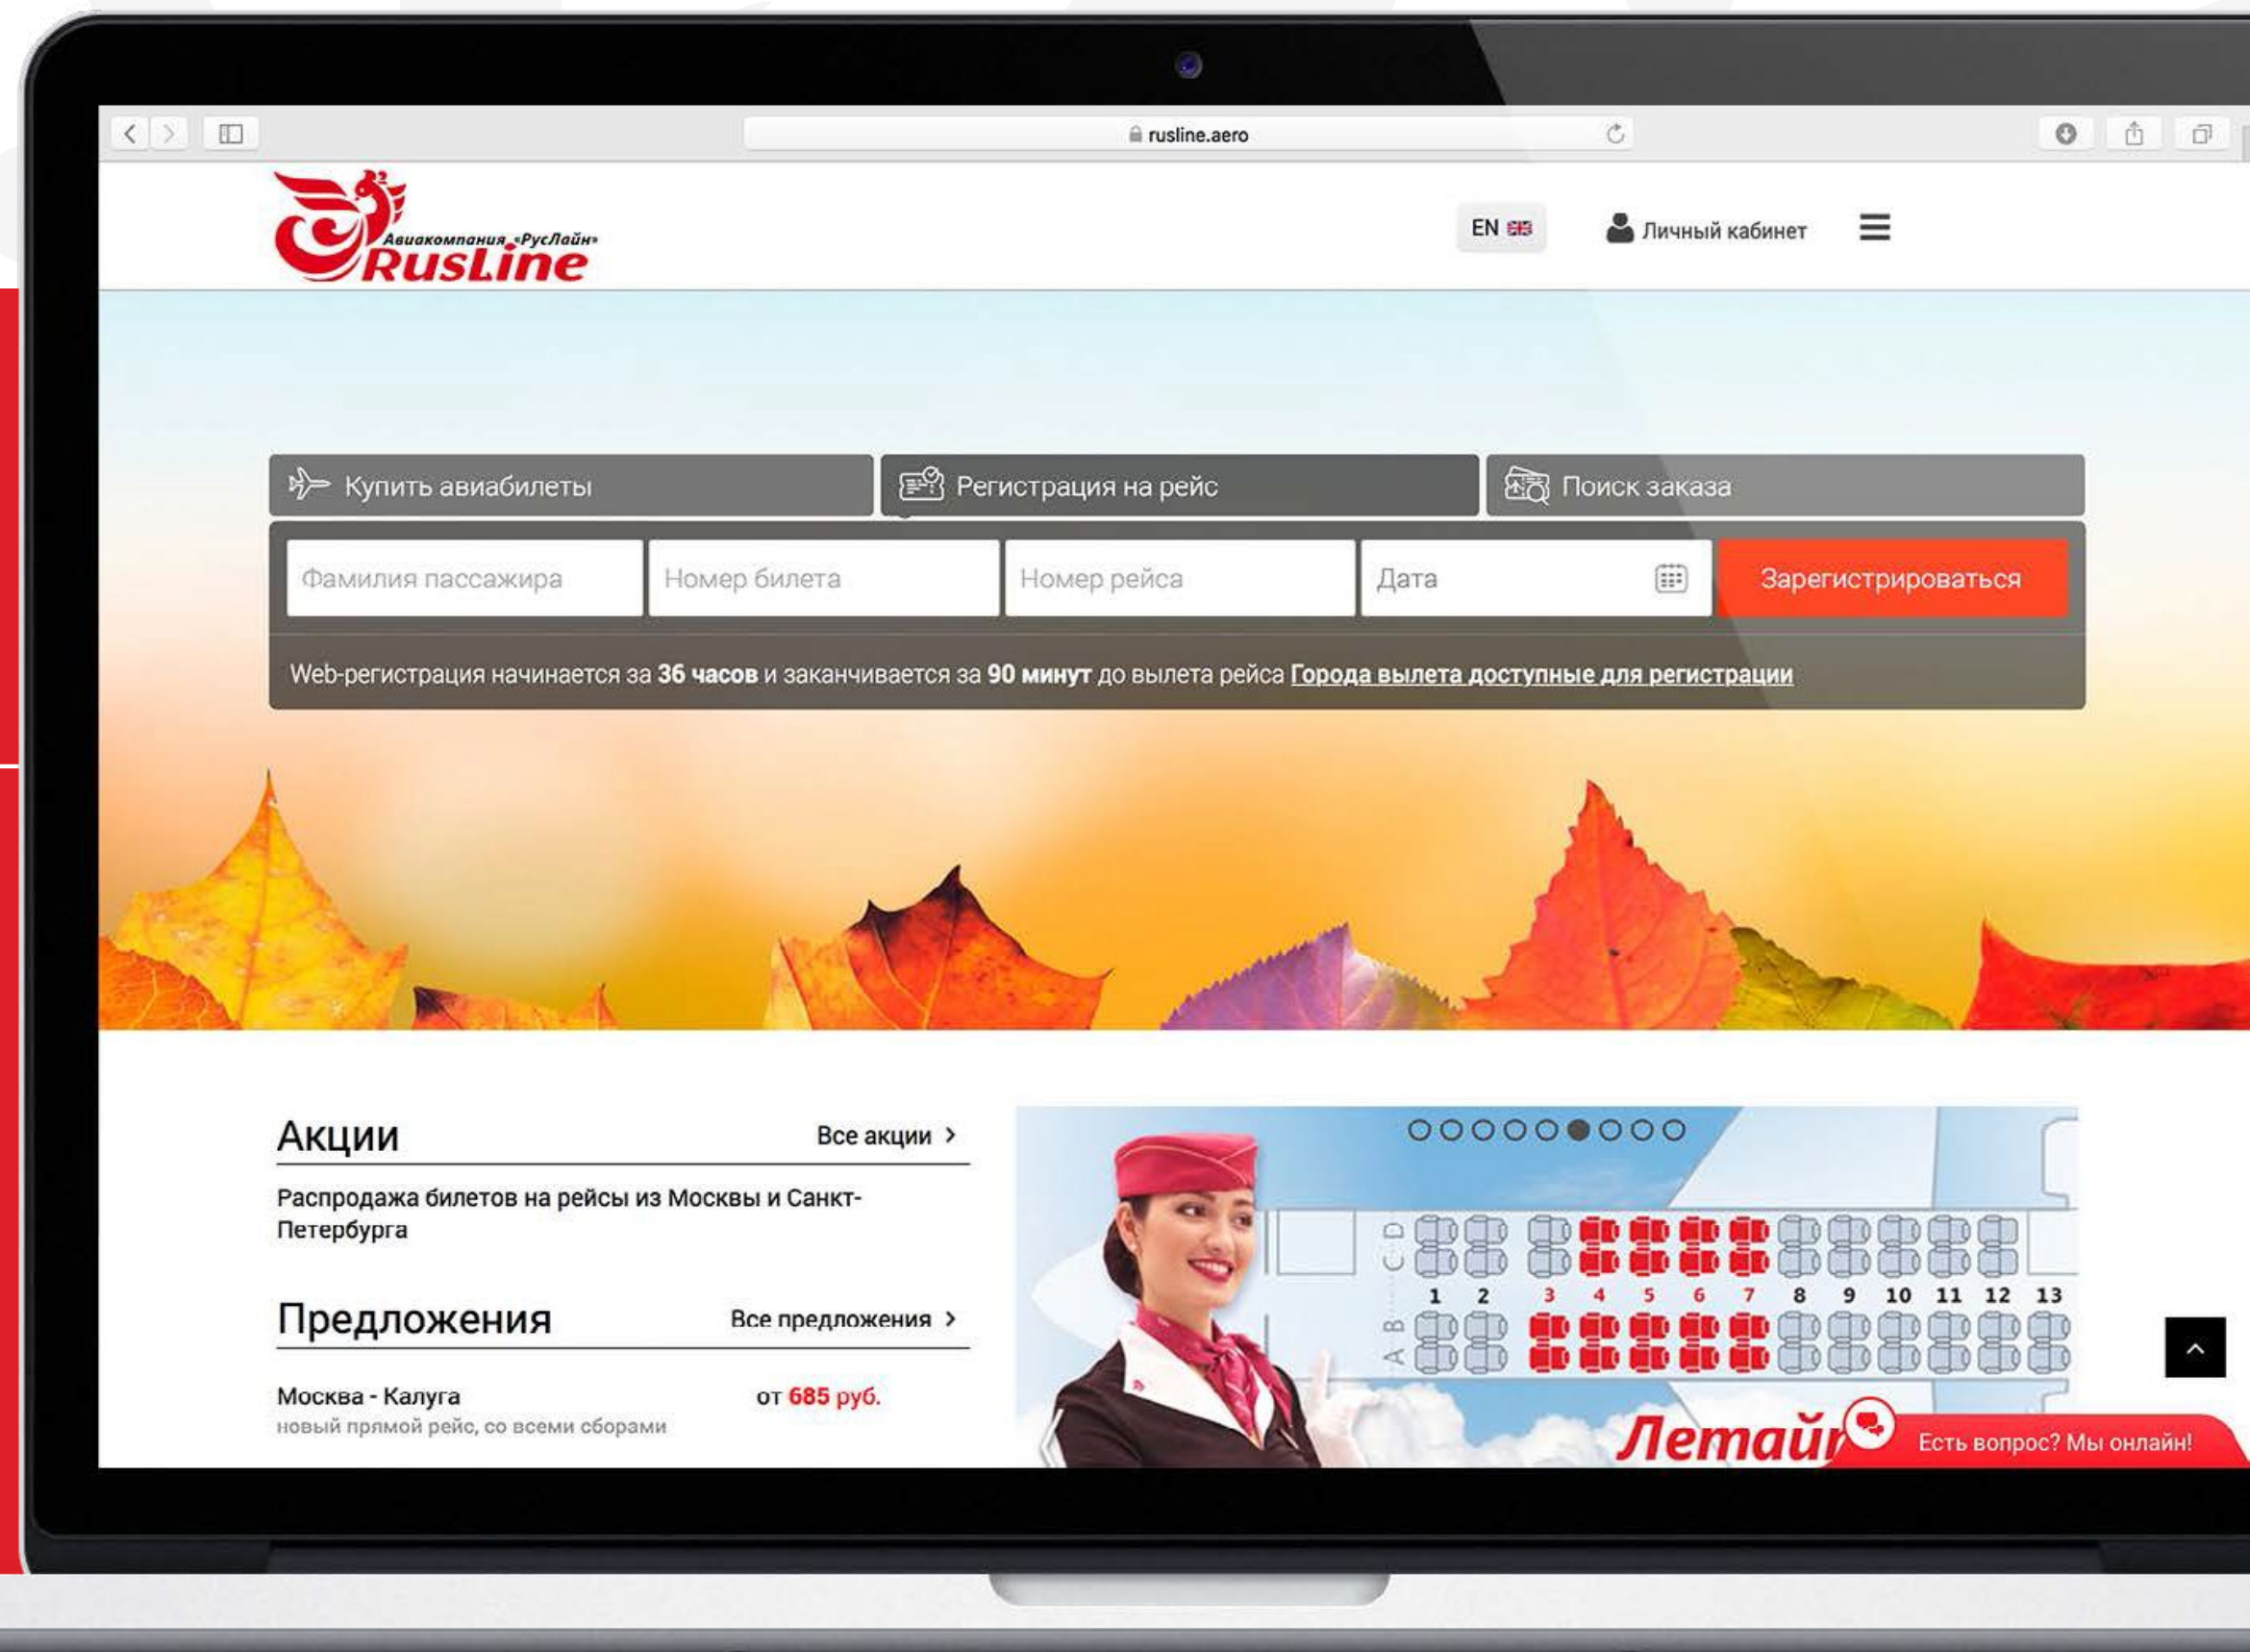 rusline.aero
Авиакомпания «РусЛайн»
RusLine
EN
Личный кабинет
Купить авиабилеты
Регистрация на рейс
Поиск заказа
Фамилия пассажира
Номер билета
Номер рейса
Дата
Зарегистрироваться
Web-регистрация начинается за 36 часов и заканчивается за 90 минут до вылета рейса Города вылета доступные для регистрации
Акции
Все акции >
Распродажа билетов на рейсы из Москвы и Санкт-
Петербурга
Предложения
Все предложения >
Москва - Калуга
от 685 руб.
новый прямой рейс, со всеми сборами
C D
1 2 3 4 5 6 7 8 9 10 11 12 13
A B
Летай
Есть вопрос? Мы онлайн!